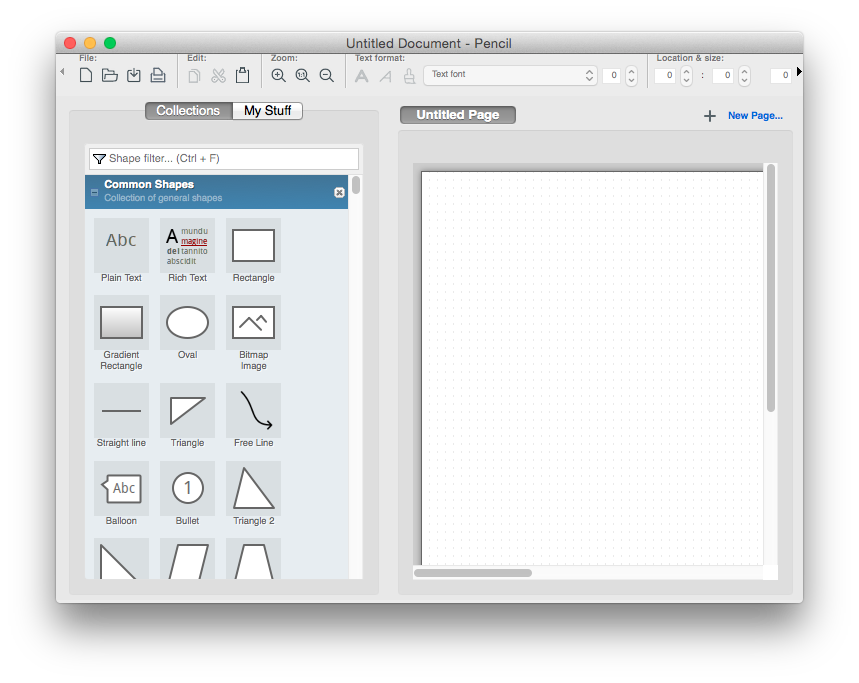 Untitled Document - Pencil
File:
Edit:
Zoom:
Text format:
Location & size:
1:1
A
A
Text font
0
0
:
0
0
Collections
My Stuff
Untitled Page
New Page...
Shape filter... (Ctrl + F)
Common Shapes
Collection of general shapes
Abc
A mundu
magine
del tannito
abscidit
Plain Text
Rich Text
Rectangle
Gradient
Rectangle
Oval
Bitmap
Image
Straight line
Triangle
Free Line
Abc
1
Balloon
Bullet
Triangle 2